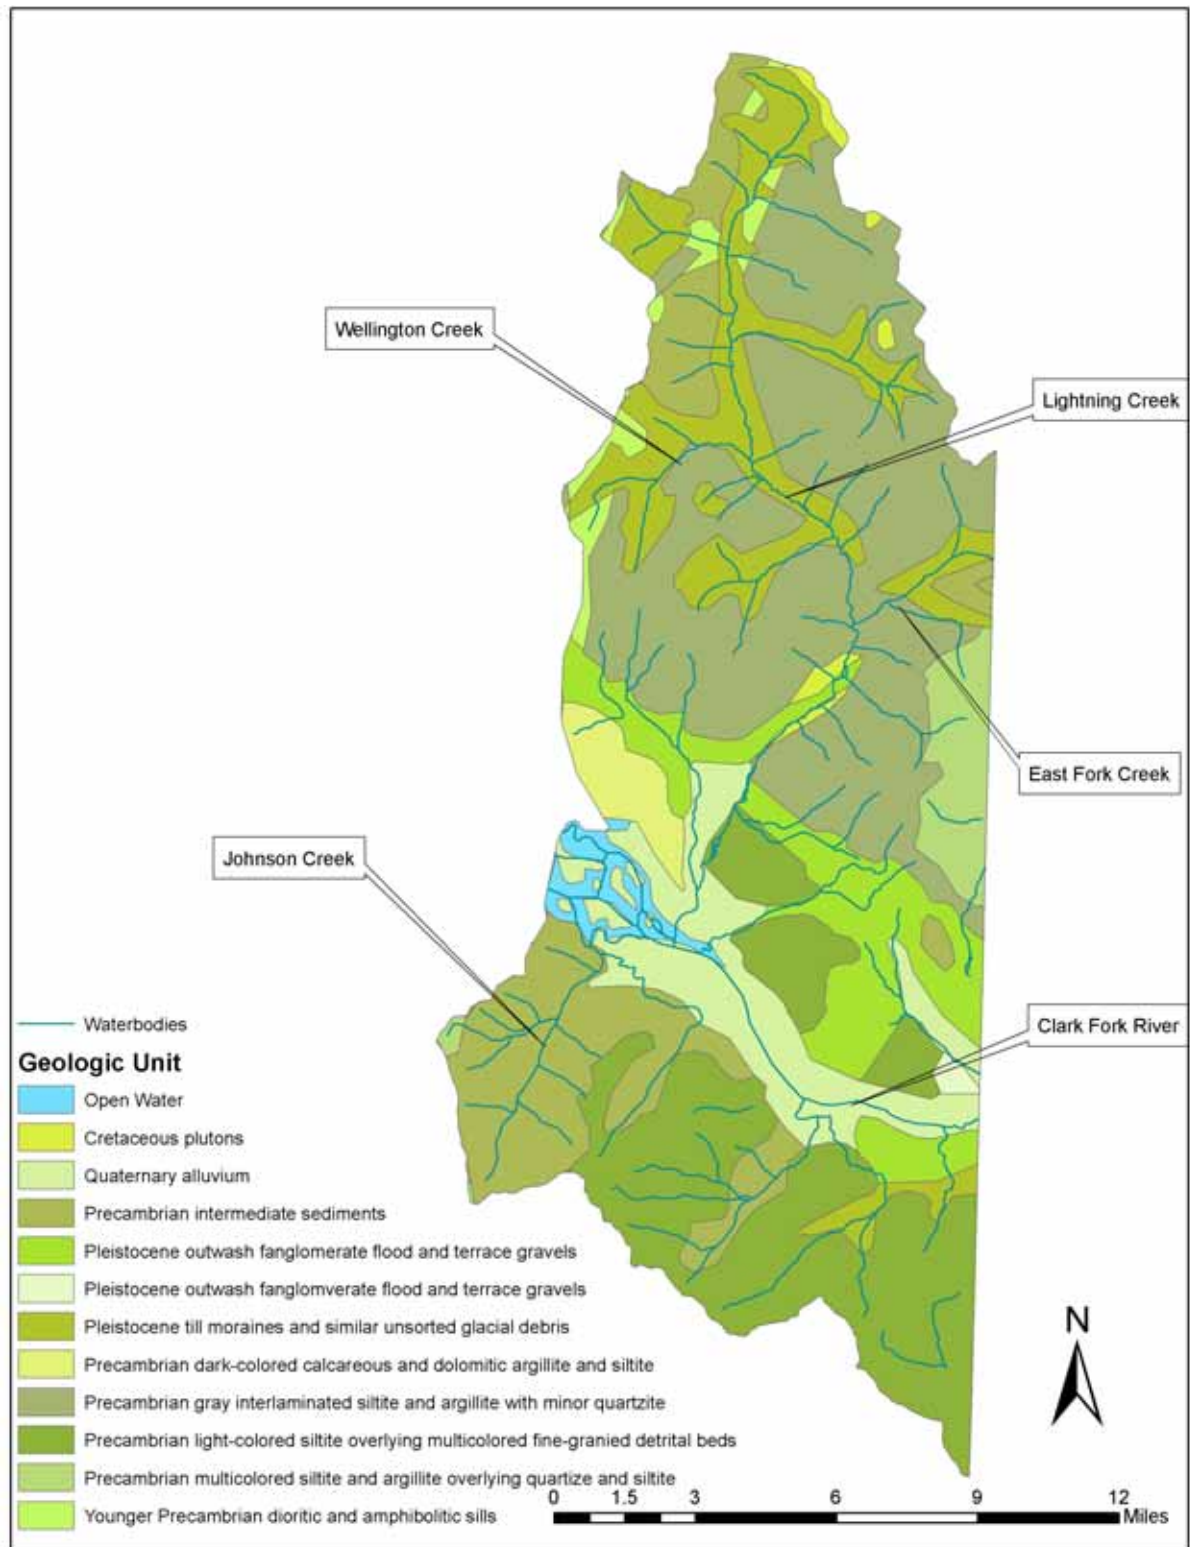 Wellington Creek
Lightning Creek
East Fork Creek
Johnson Creek
Clark Fork River
Waterbodies
Geologic Unit
Open Water
Cretaceous plutons
Quaternary alluvium
Precambrian intermediate sediments
Pleistocene outwash fanglomerate flood and terrace gravels
Pleistocene outwash fanglomverate flood and terrace gravels
Pleistocene till moraines and similar unsorted glacial debris
Precambrian dark-colored calcareous and dolomitic argillite and siltite
Precambrian gray interlaminated siltite and argillite with minor quartzite
Precambrian light-colored siltite overlying multicolored fine-granied detrital beds
Precambrian multicolored siltite and argillite overlying quartize and siltite
Younger Precambrian dioritic and amphibolitic sills
N
0 1.5 3 6 9 12
Miles